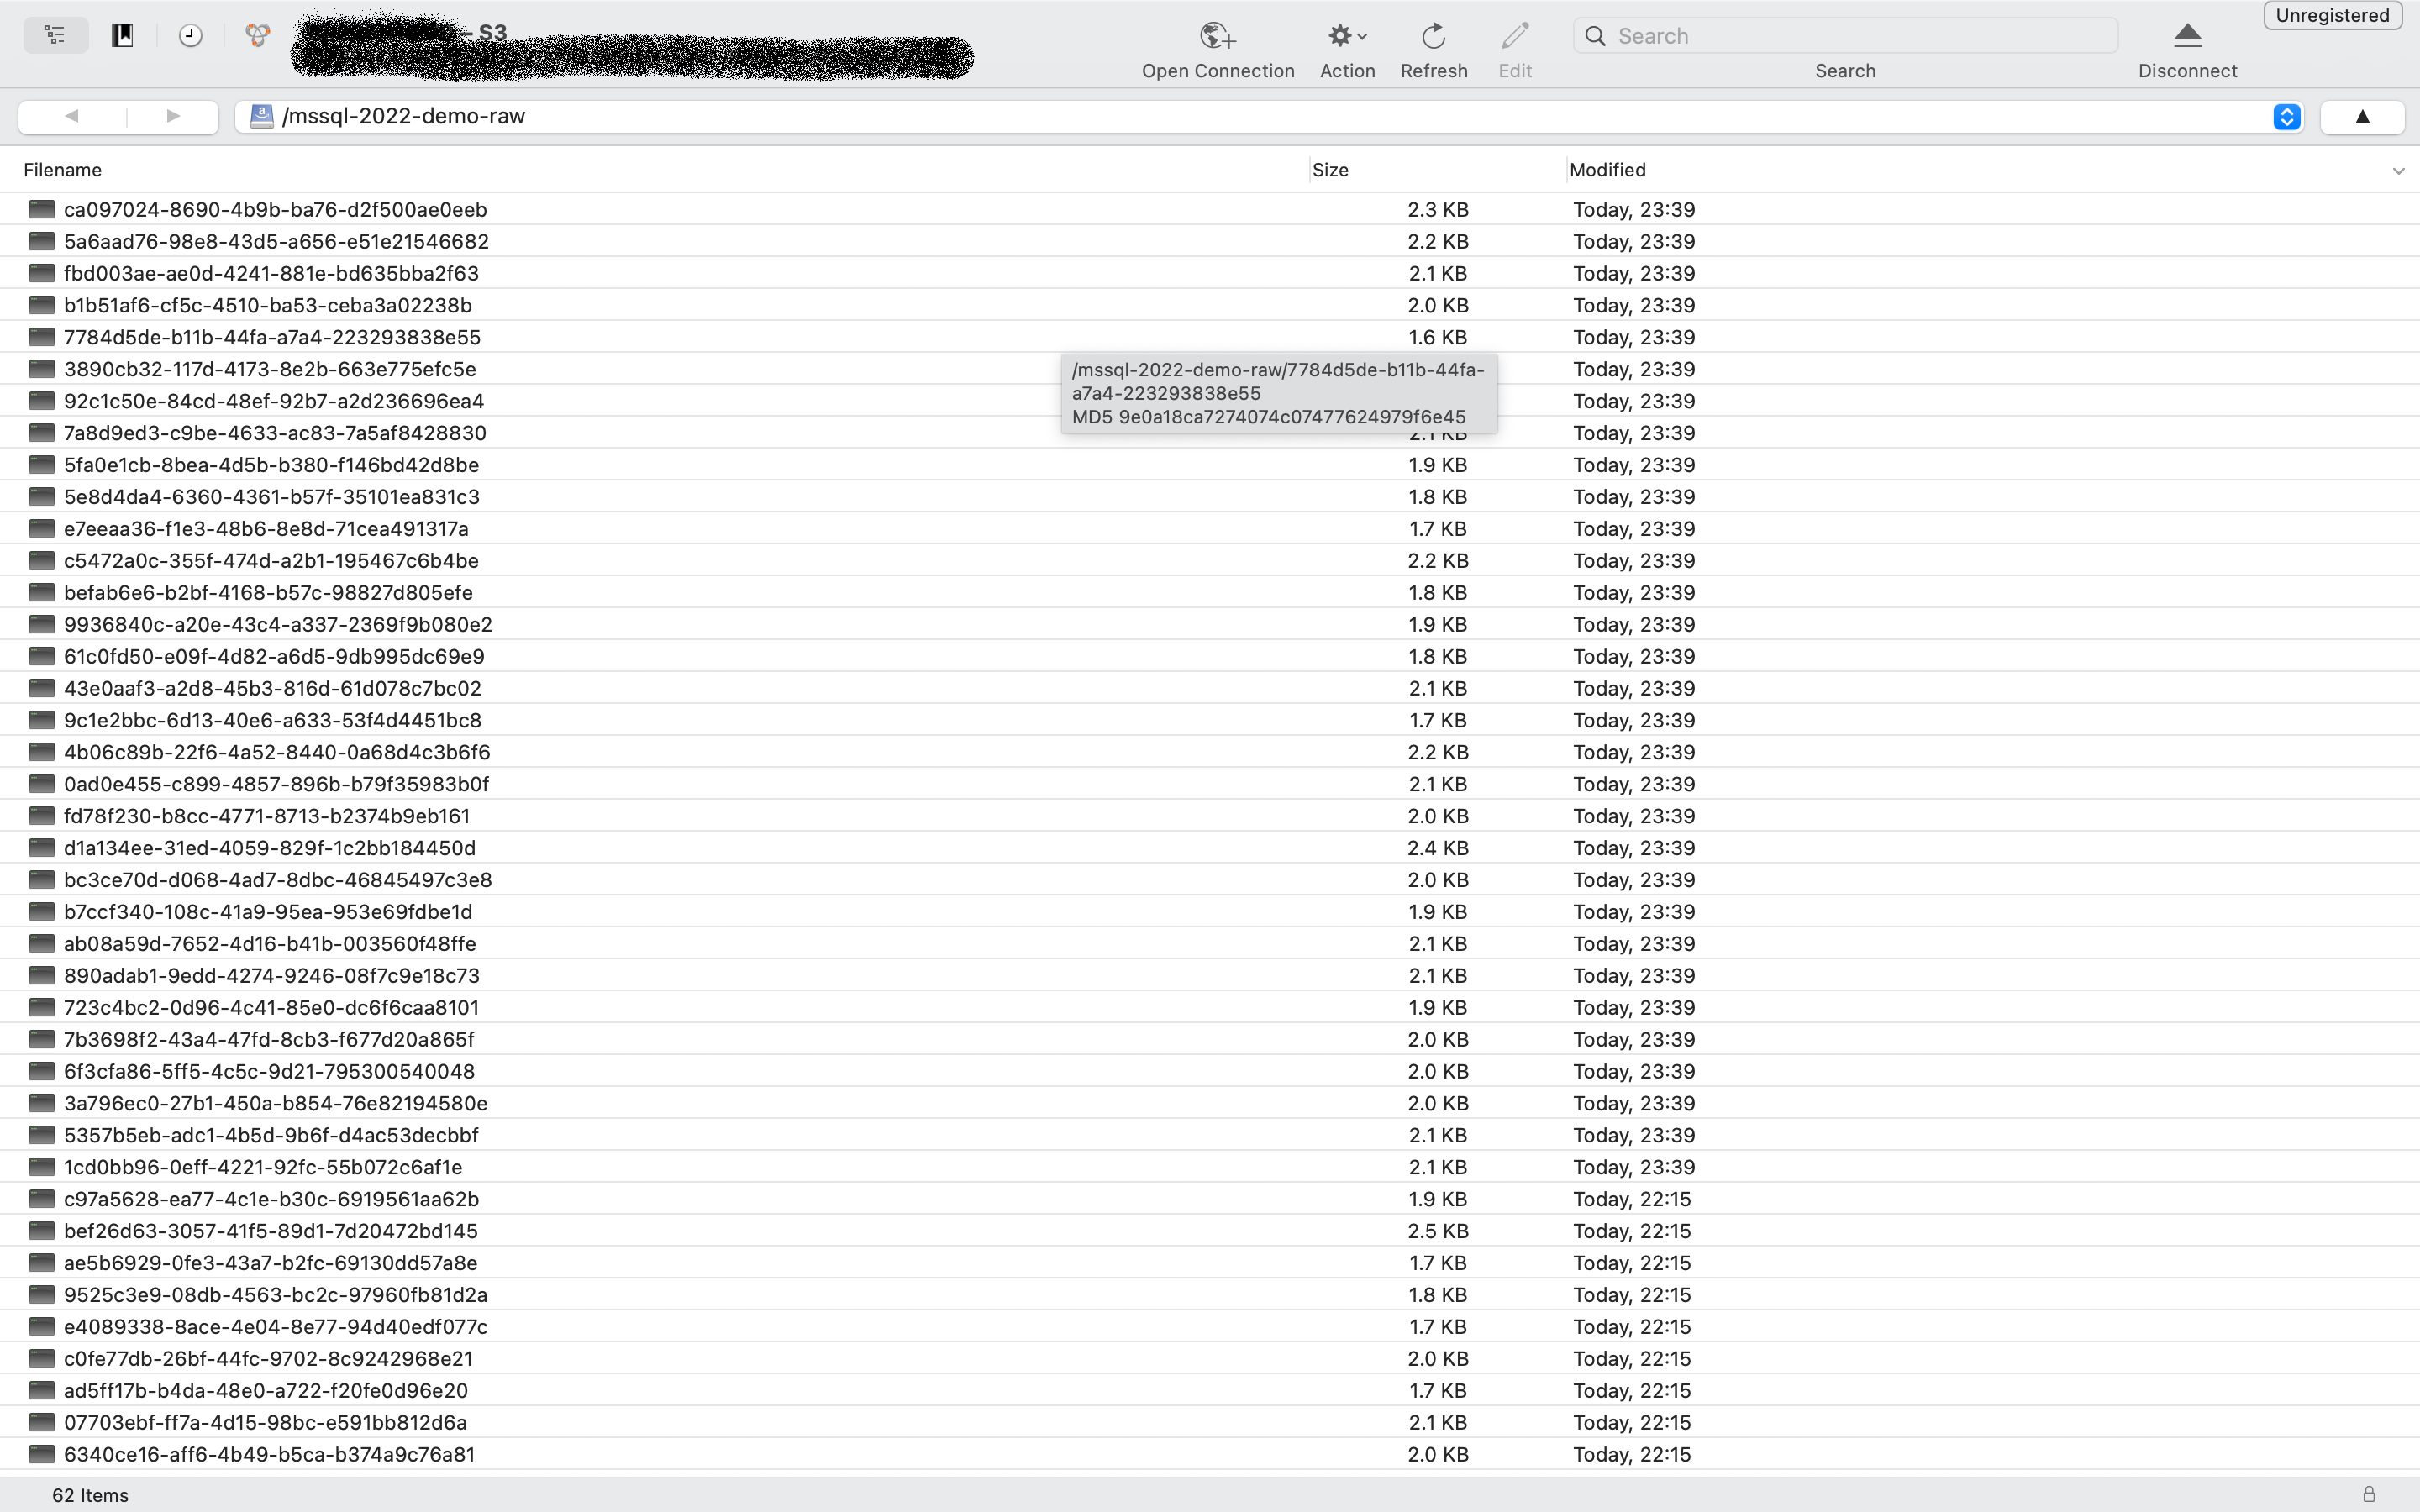 - S3
Unregistered
Open Connection
Action
Refresh
Edit
Search
Search
Disconnect
/mssql-2022-demo-raw
Filename Size Modified
ca097024-8690-4b9b-ba76-d2f500ae0eeb 2.3 KB Today, 23:39
5a6aad76-98e8-43d5-a656-e51e21546682 2.2 KB Today, 23:39
fbd003ae-ae0d-4241-881e-bd635bba2f63 2.1 KB Today, 23:39
b1b51af6-cf5c-4510-ba53-ceba3a02238b 2.0 KB Today, 23:39
7784d5de-b11b-44fa-a7a4-223293838e55 1.6 KB Today, 23:39
3890cb32-117d-4173-8e2b-663e775efc5e Today, 23:39
/mssql-2022-demo-raw/7784d5de-b11b-44fa-
a7a4-223293838e55
MD5 9e0a18ca7274074c07477624979f6e45
92c1c50e-84cd-48ef-92b7-a2d236696ea4 Today, 23:39
7a8d9ed3-c9be-4633-ac83-7a5af8428830 2.1 KB Today, 23:39
5fa0e1cb-8bea-4d5b-b380-f146bd42d8be 1.9 KB Today, 23:39
5e8d4da4-6360-4361-b57f-35101ea831c3 1.8 KB Today, 23:39
e7eeaa36-f1e3-48b6-8e8d-71cea491317a 1.7 KB Today, 23:39
c5472a0c-355f-474d-a2b1-195467c6b4be 2.2 KB Today, 23:39
befab6e6-b2bf-4168-b57c-98827d805efe 1.8 KB Today, 23:39
9936840c-a20e-43c4-a337-2369f9b080e2 1.9 KB Today, 23:39
61c0fd50-e09f-4d82-a6d5-9db995dc69e9 1.8 KB Today, 23:39
43e0aaf3-a2d8-45b3-816d-61d078c7bc02 2.1 KB Today, 23:39
9c1e2bbc-6d13-40e6-a633-53f4d4451bc8 1.7 KB Today, 23:39
4b06c89b-22f6-4a52-8440-0a68d4c3b6f6 2.2 KB Today, 23:39
0ad0e455-c899-4857-896b-b79f35983b0f 2.1 KB Today, 23:39
fd78f230-b8cc-4771-8713-b2374b9eb161 2.0 KB Today, 23:39
d1a134ee-31ed-4059-829f-1c2bb184450d 2.4 KB Today, 23:39
bc3ce70d-d068-4ad7-8dbc-46845497c3e8 2.0 KB Today, 23:39
b7ccf340-108c-41a9-95ea-953e69fdbe1d 1.9 KB Today, 23:39
ab08a59d-7652-4d16-b41b-003560f48ffe 2.1 KB Today, 23:39
890adab1-9edd-4274-9246-08f7c9e18c73 2.1 KB Today, 23:39
723c4bc2-0d96-4c41-85e0-dc6f6caa8101 1.9 KB Today, 23:39
7b3698f2-43a4-47fd-8cb3-f677d20a865f 2.0 KB Today, 23:39
6f3cfa86-5ff5-4c5c-9d21-795300540048 2.0 KB Today, 23:39
3a796ec0-27b1-450a-b854-76e82194580e 2.0 KB Today, 23:39
5357b5eb-adc1-4b5d-9b6f-d4ac53decbbf 2.1 KB Today, 23:39
1cd0bb96-0eff-4221-92fc-55b072c6af1e 2.1 KB Today, 23:39
c97a5628-ea77-4c1e-b30c-6919561aa62b 1.9 KB Today, 22:15
bef26d63-3057-41f5-89d1-7d20472bd145 2.5 KB Today, 22:15
ae5b6929-0fe3-43a7-b2fc-69130dd57a8e 1.7 KB Today, 22:15
9525c3e9-08db-4563-bc2c-97960fb81d2a 1.8 KB Today, 22:15
e4089338-8ace-4e04-8e77-94d40edf077c 1.7 KB Today, 22:15
c0fe77db-26bf-44fc-9702-8c9242968e21 2.0 KB Today, 22:15
ad5ff17b-b4da-48e0-a722-f20fe0d96e20 1.7 KB Today, 22:15
07703ebf-ff7a-4d15-98bc-e591bb812d6a 2.1 KB Today, 22:15
6340ce16-aff6-4b49-b5ca-b374a9c76a81 2.0 KB Today, 22:15
62 Items